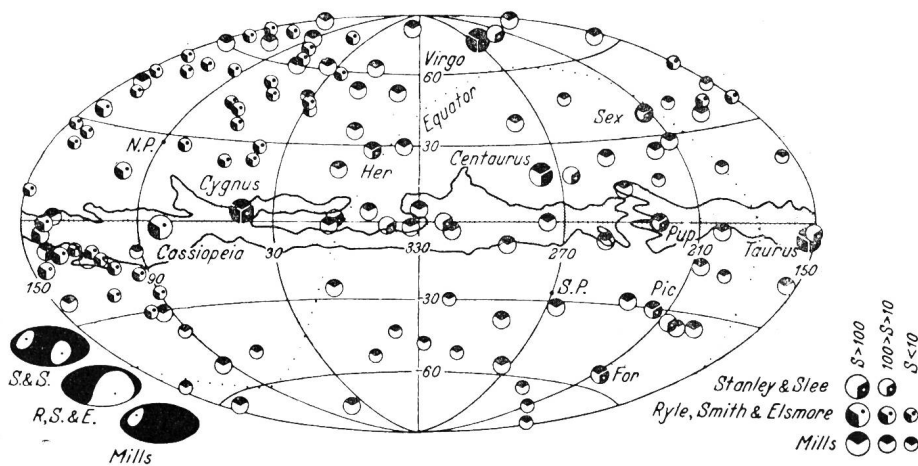 Virgo
60
Equator
Sex
N.P.
30
Her
Centaurus
Cygnus
Cassiopeia
30
330
270
Pup
210
Taurus
150
150
90
30
S.P.
Pic
60
For
S.&S.
R,S.&E.
Mills
S>100
100>S>10
S<10
Stanley & Slee
Ryle, Smith & Elsmore
Mills